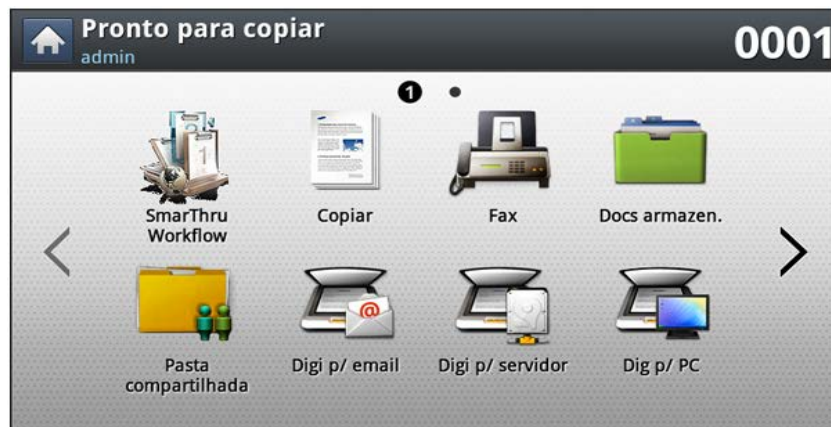 Pronto para copiar
admin
0001
1
SmarThru
Workflow
Copiar
Fax
Docs armazen.
Pasta
compartilhada
Digi p/ email
Digi p/ servidor
Dig p/ PC